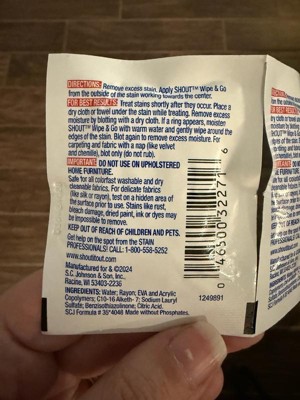 DIRECTIONS: Remove excess stain. Apply SHOUT™ Wipe & Go
from the outside of the stain working towards the center.
FOR BEST RESULTS: Treat stains shortly after they occur. Place a
dry cloth or towel under the stain while treating. Remove excess
moisture by blotting with a dry cloth. If a ring appears, moisten
SHOUT™ Wipe & Go with warm water and gently wipe around the
edges of the stain. Blot again to remove excess moisture. For
carpeting and fabric with a nap (like velvet
and chenille), blot only (do not rub).
IMPORTANT: DO NOT USE ON UPHOLSTERED
HOME FURNITURE.
Safe for all colorfast washable and dry
cleanable fabrics. For delicate fabrics
(like silk or rayon), test on a hidden area of
the surface prior to use. Stains like rust,
bleach damage, dried paint, ink or dyes may
be impossible to remove.
KEEP OUT OF REACH OF CHILDREN AND PETS.
Get help on the spot from the STAIN
PROFESSIONALS! CALL: 1-800-558-5252
www.shoutitout.com
Manufactured for & ©2024
S.C. Johnson & Son, Inc.,
Racine, WI 53403-2236
INGREDIENTS: Water; Rayon; EVA and Acrylic
Copolymers; C10-16 Alketh- 7; Sodium Lauryl
Sulfate; Benzisothiazolinone; Citric Acid.
SCJ Formula # 35*4048 Made without Phosphates.
0 46500 32227 6
1249891